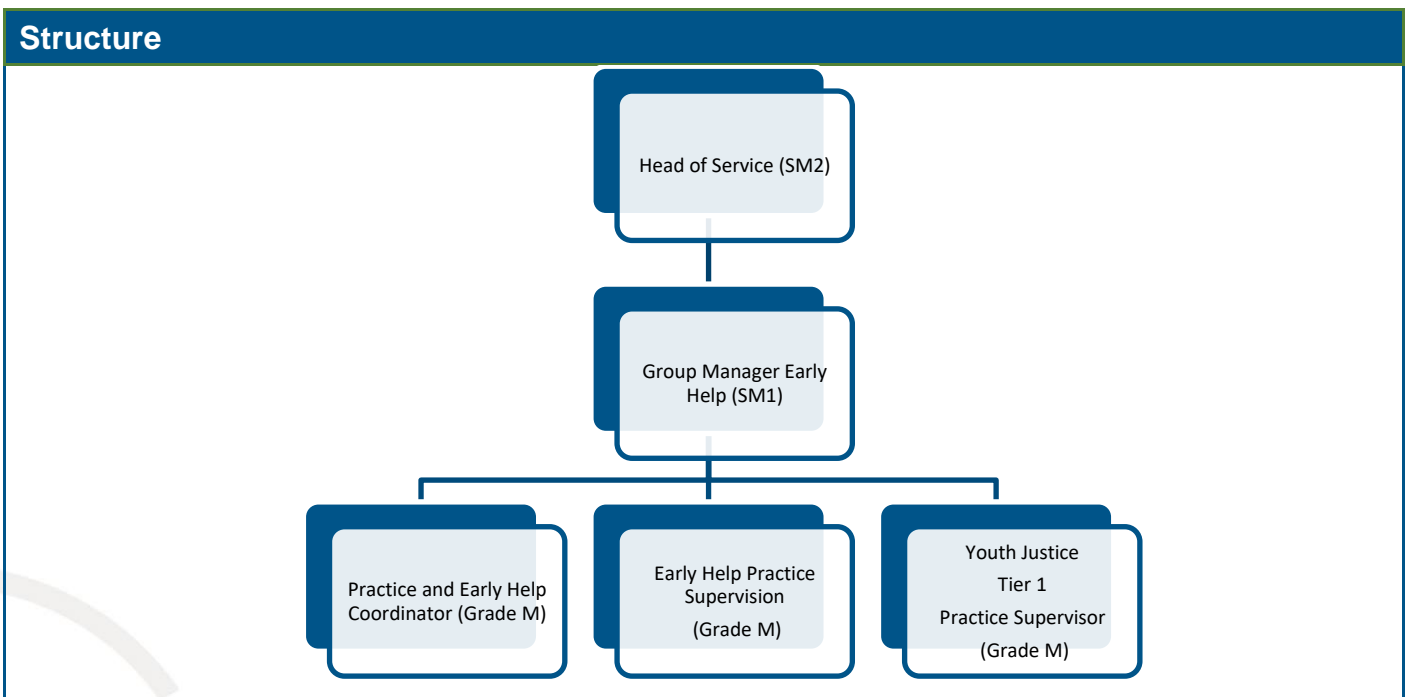 Structure
Head of Service (SM2)
Group Manager Early
Help (SM1)
Practice and Early Help
Coordinator (Grade M)
Early Help Practice
Supervision
(Grade M)
Youth Justice
Tier 1
Practice Supervisor
(Grade M)